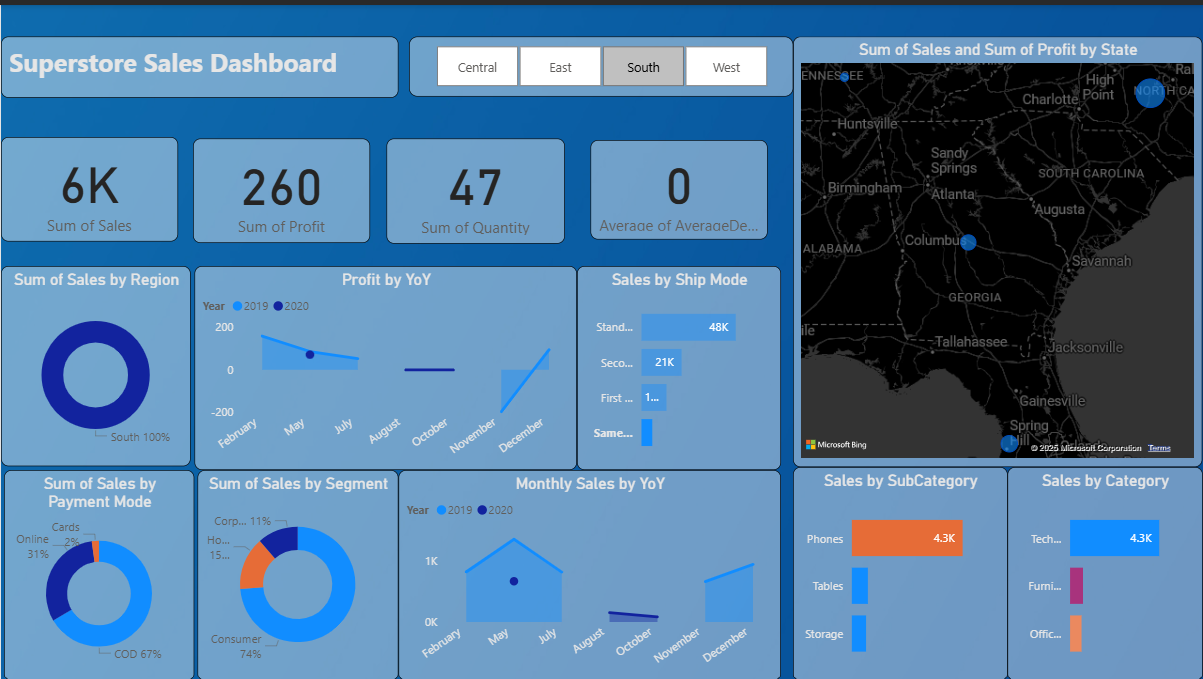 Superstore Sales Dashboard
Central
East
South
West
6K
Sum of Sales
260
Sum of Profit
47
Sum of Quantity
0
Average of AverageDe...
Sum of Sales and Sum of Profit by State
ENNESSEE
High
Point
NORTH CA
Charlotte
Huntsville
Sandy
Springs
SOUTH CAROLINA
Birmingham
Atlanta
Augusta
ALABAMA
Columbus
Savannah
GEORGIA
Tallahassee
Jacksonville
Gainesville
Spring
Hill
Microsoft Bing
© 2025 Microsoft Corporation
Terms
Sum of Sales by Region
South 100%
Profit by YoY
Year 2019 2020
200
0
-200
February
May
July
August
October
November
December
Sales by Ship Mode
Stand...
48K
Seco...
21K
First ...
1...
Same...
Sum of Sales by
Payment Mode
Cards
2%
Online
31%
COD 67%
Sum of Sales by Segment
Corp... 11%
Ho...
15...
Consumer
74%
Monthly Sales by YoY
Year 2019 2020
1K
0K
February
May
July
August
October
November
December
Sales by SubCategory
Phones
4.3K
Tables
Storage
Sales by Category
Tech...
4.3K
Furni...
Offic...